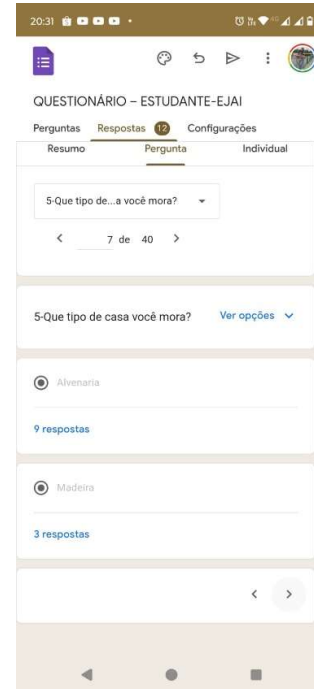 20:31
QUESTIONÁRIO – ESTUDANTE-EJAI
Perguntas Respostas 12 Configurações
Resumo Pergunta Individual
5-Que tipo de...a você mora?
7 de 40
5-Que tipo de casa você mora? Ver opções
Alvenaria
9 respostas
Madeira
3 respostas